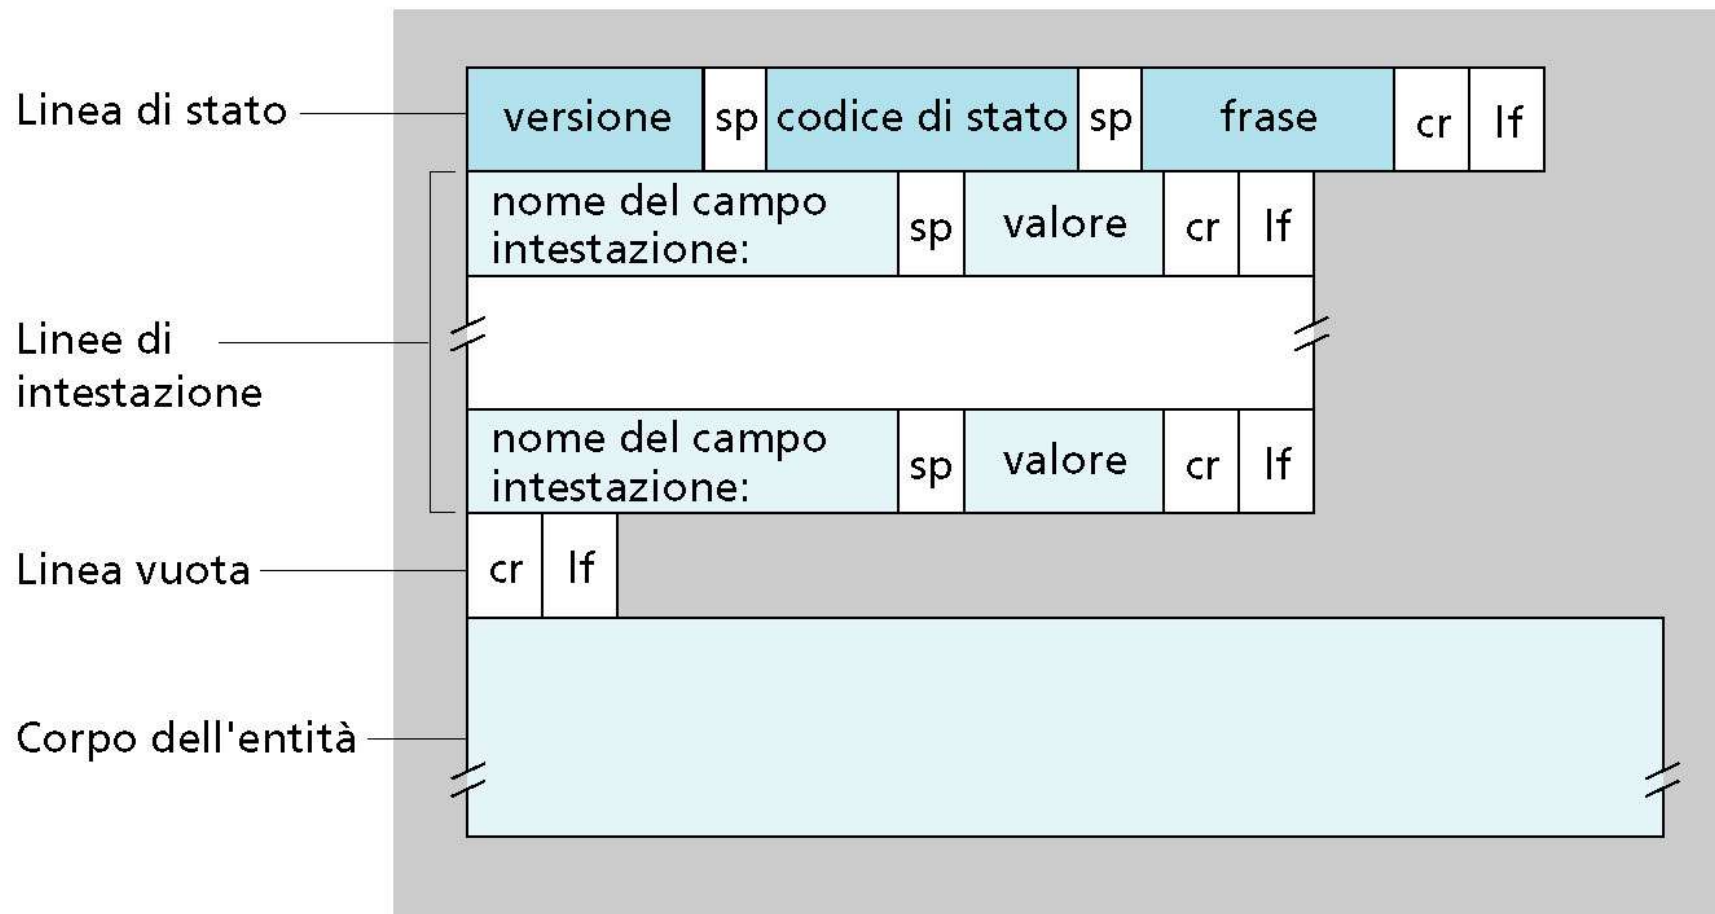 Linea di stato
versione sp codice di stato sp frase cr lf
nome del campo
intestazione:
sp valore cr lf
Linee di
intestazione
nome del campo
intestazione:
sp valore cr lf
Linea vuota
cr lf
Corpo dell'entità